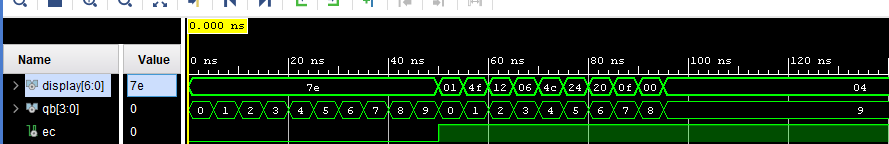 0.000 ns
Name Value
0 ns 20 ns 40 ns 60 ns 80 ns 100 ns 120 ns
display[6:0] 7e 7e 01 4f 12 06 4c 24 20 0f 00 04
qb[3:0] 0 0 1 2 3 4 5 6 7 8 9 0 1 2 3 4 5 6 7 8 9
ec 0